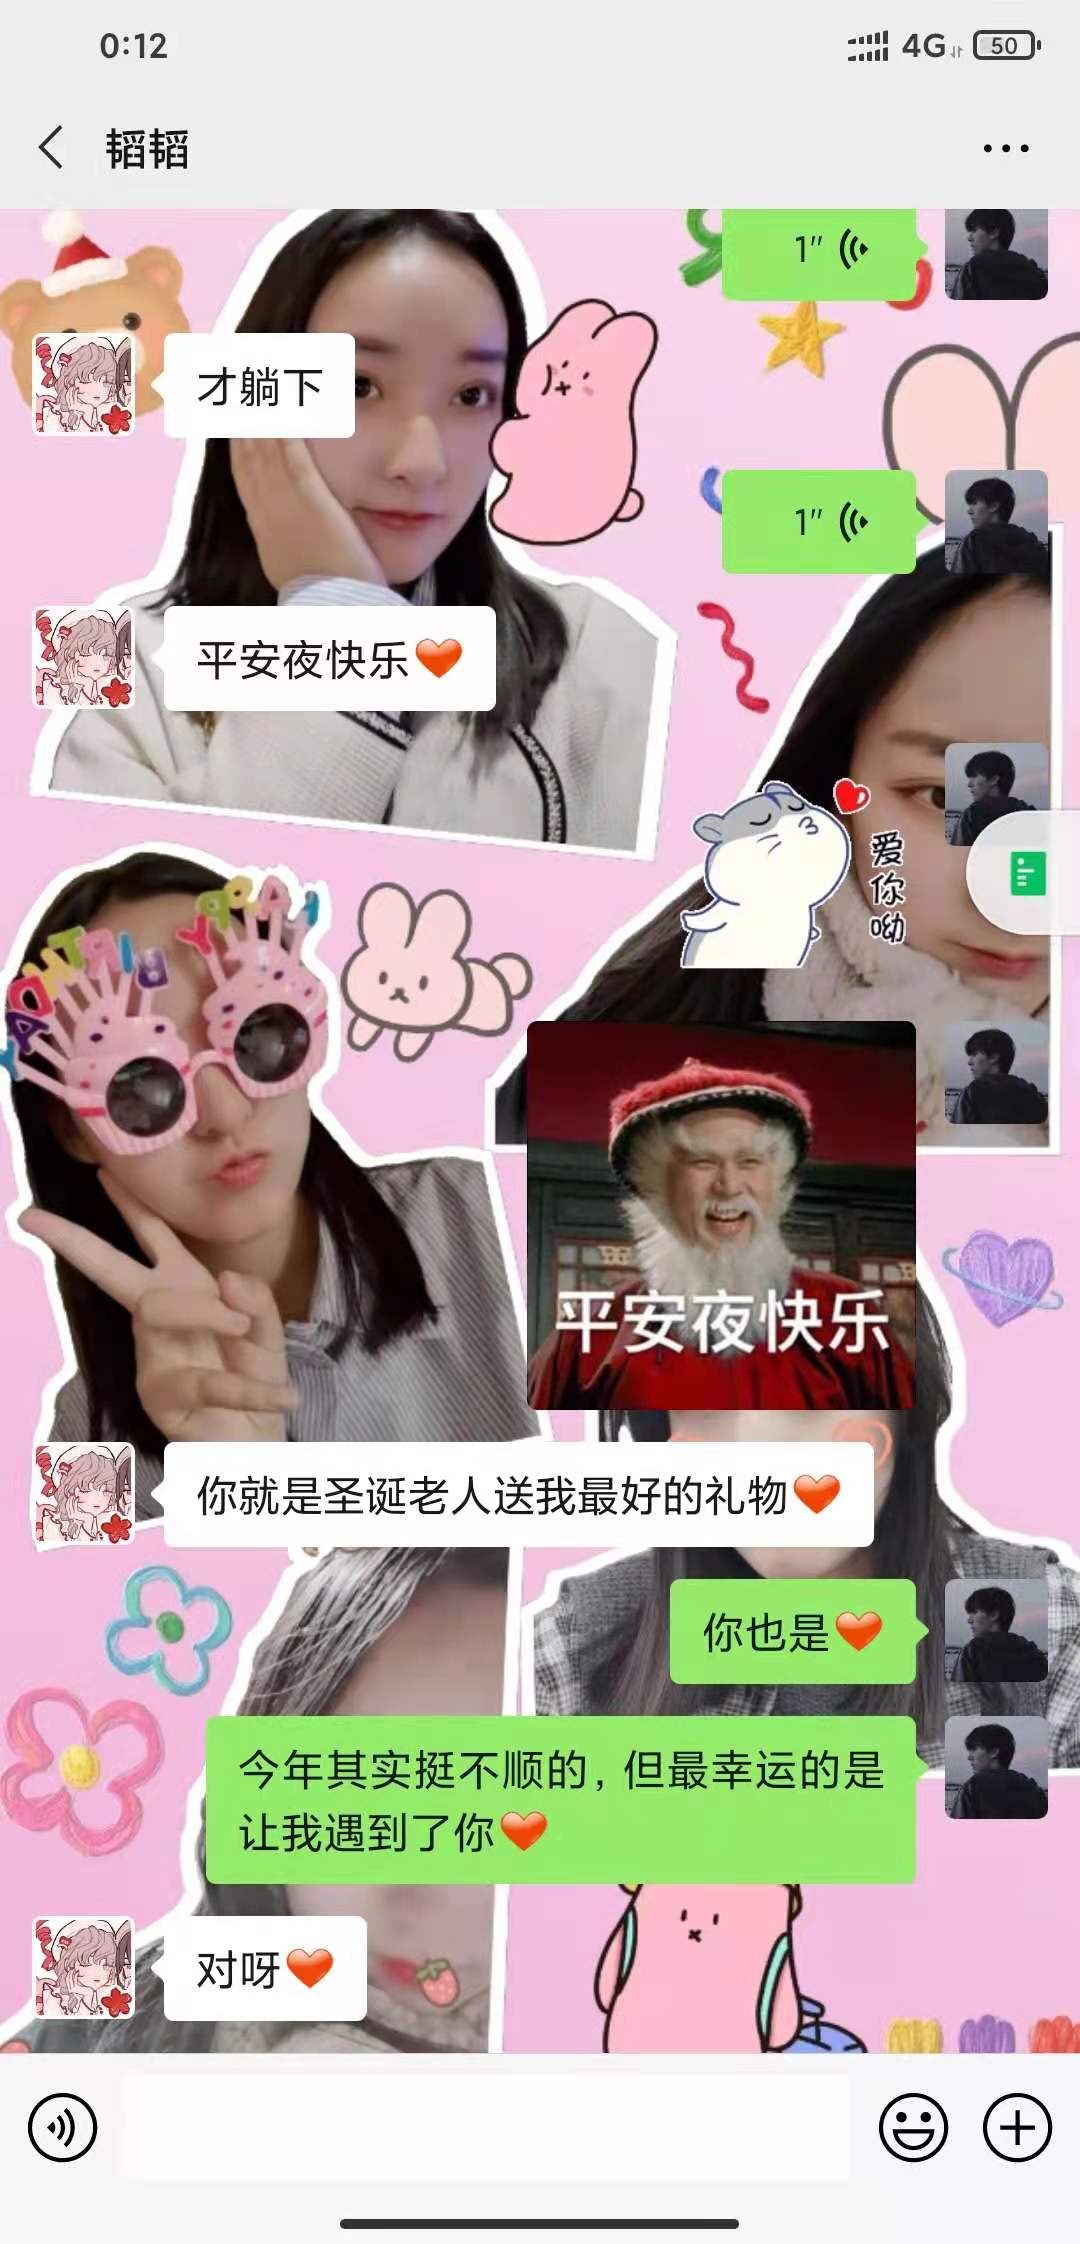 0:12
4G
50
韬韬
1″
才躺下
1″
平安夜快乐❤
爱你呦
HAPPY BIRTHDAY
平安夜快乐
你就是圣诞老人送我最好的礼物❤
你也是❤
今年其实挺不顺的，但最幸运的是
让我遇到了你❤
对呀❤